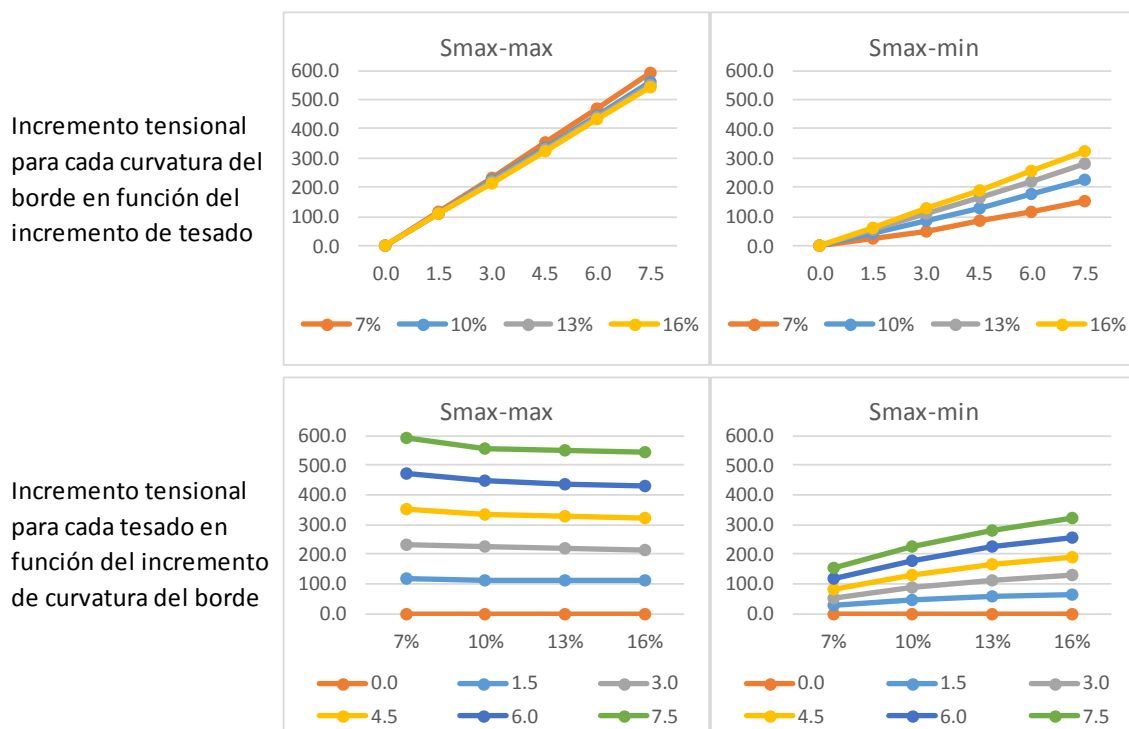 Incremento tensional
para cada curvatura del
borde en función del
incremento de tesado
Smax-max
600.0
500.0
400.0
300.0
200.0
100.0
0.0
0.0 1.5 3.0 4.5 6.0 7.5
7% 10% 13% 16%
Smax-min
600.0
500.0
400.0
300.0
200.0
100.0
0.0
0.0 1.5 3.0 4.5 6.0 7.5
7% 10% 13% 16%
Incremento tensional
para cada tesado en
función del incremento
de curvatura del borde
Smax-max
600.0
500.0
400.0
300.0
200.0
100.0
0.0
7% 10% 13% 16%
0.0 1.5 3.0
4.5 6.0 7.5
Smax-min
600.0
500.0
400.0
300.0
200.0
100.0
0.0
7% 10% 13% 16%
0.0 1.5 3.0
4.5 6.0 7.5